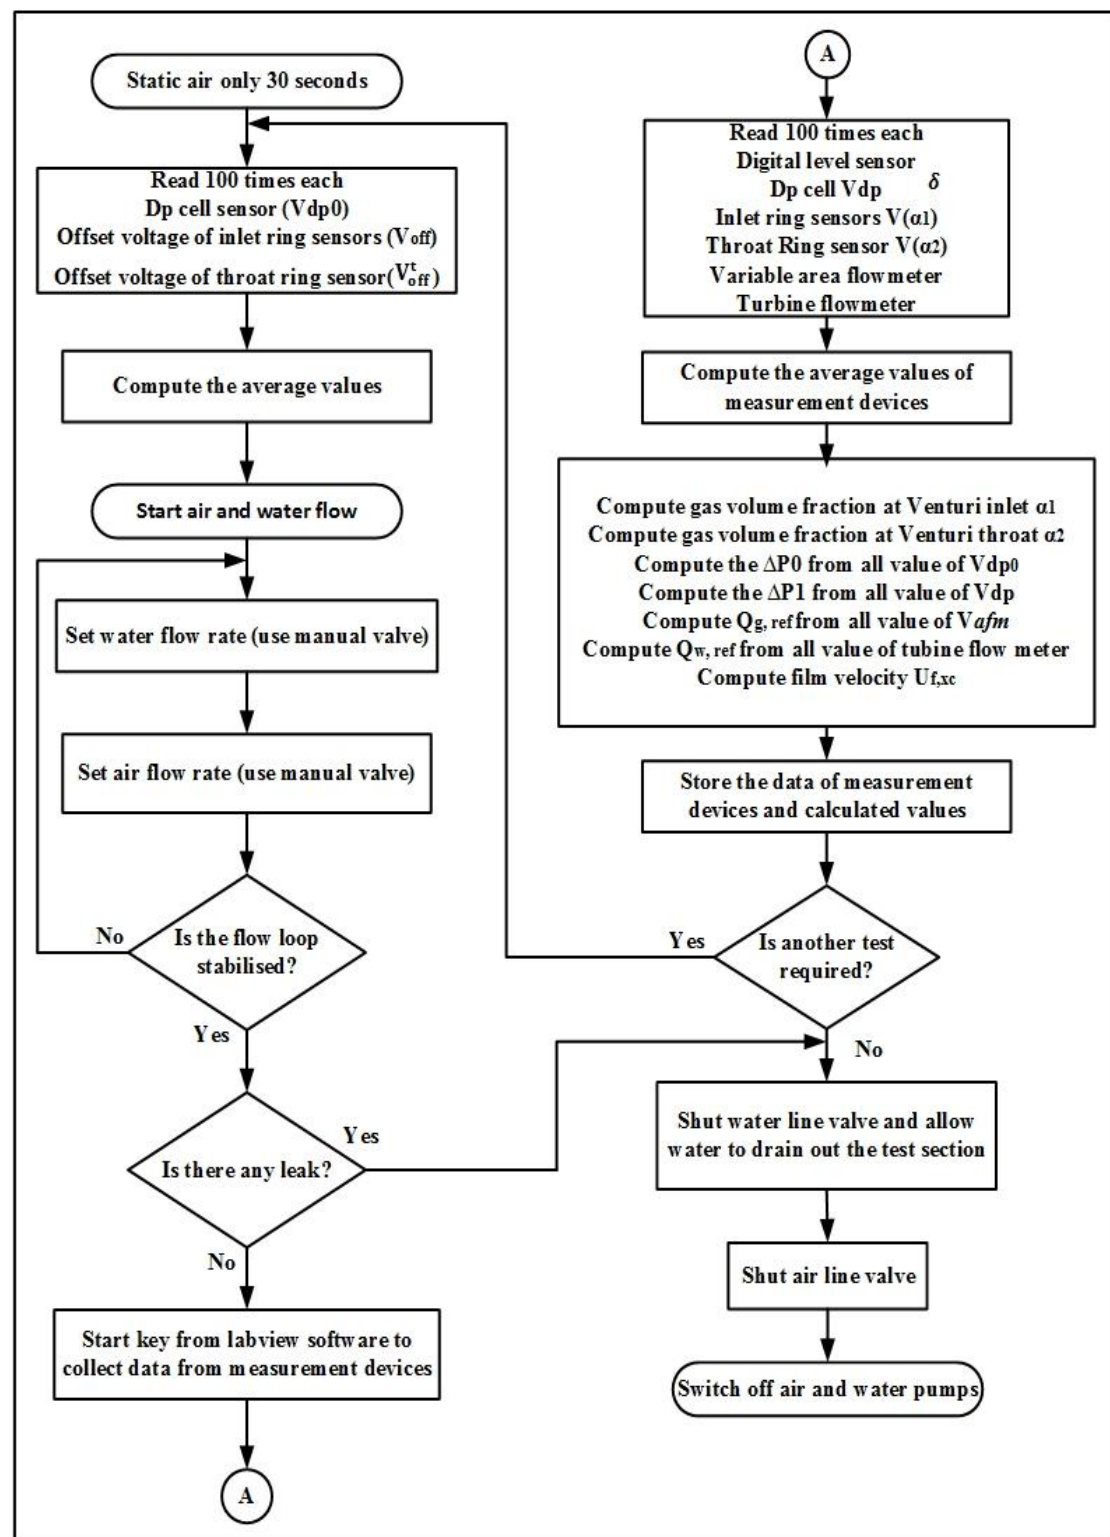 Static air only 30 seconds
Read 100 times each
Dp cell sensor (Vdp0)
Offset voltage of inlet ring sensors (Voff)
Offset voltage of throat ring sensor(V^t_off)
Compute the average values
Start air and water flow
Set water flow rate (use manual valve)
Set air flow rate (use manual valve)
No
Is the flow loop
stabilised?
Yes
Yes
Is there any leak?
No
Start key from labview software to
collect data from measurement devices
A
A
Read 100 times each
Digital level sensor
Dp cell Vdp δ
Inlet ring sensors V(α1)
Throat Ring sensor V(α2)
Variable area flowmeter
Turbine flowmeter
Compute the average values of
measurement devices
Compute gas volume fraction at Venturi inlet α1
Compute gas volume fraction at Venturi throat α2
Compute the ΔP0 from all value of Vdp0
Compute the ΔP1 from all value of Vdp
Compute Qg, ref from all value of Vafm
Compute Qw, ref from all value of tubine flow meter
Compute film velocity Uf,xc
Store the data of measurement
devices and calculated values
Yes
Is another test
required?
No
Shut water line valve and allow
water to drain out the test section
Shut air line valve
Switch off air and water pumps